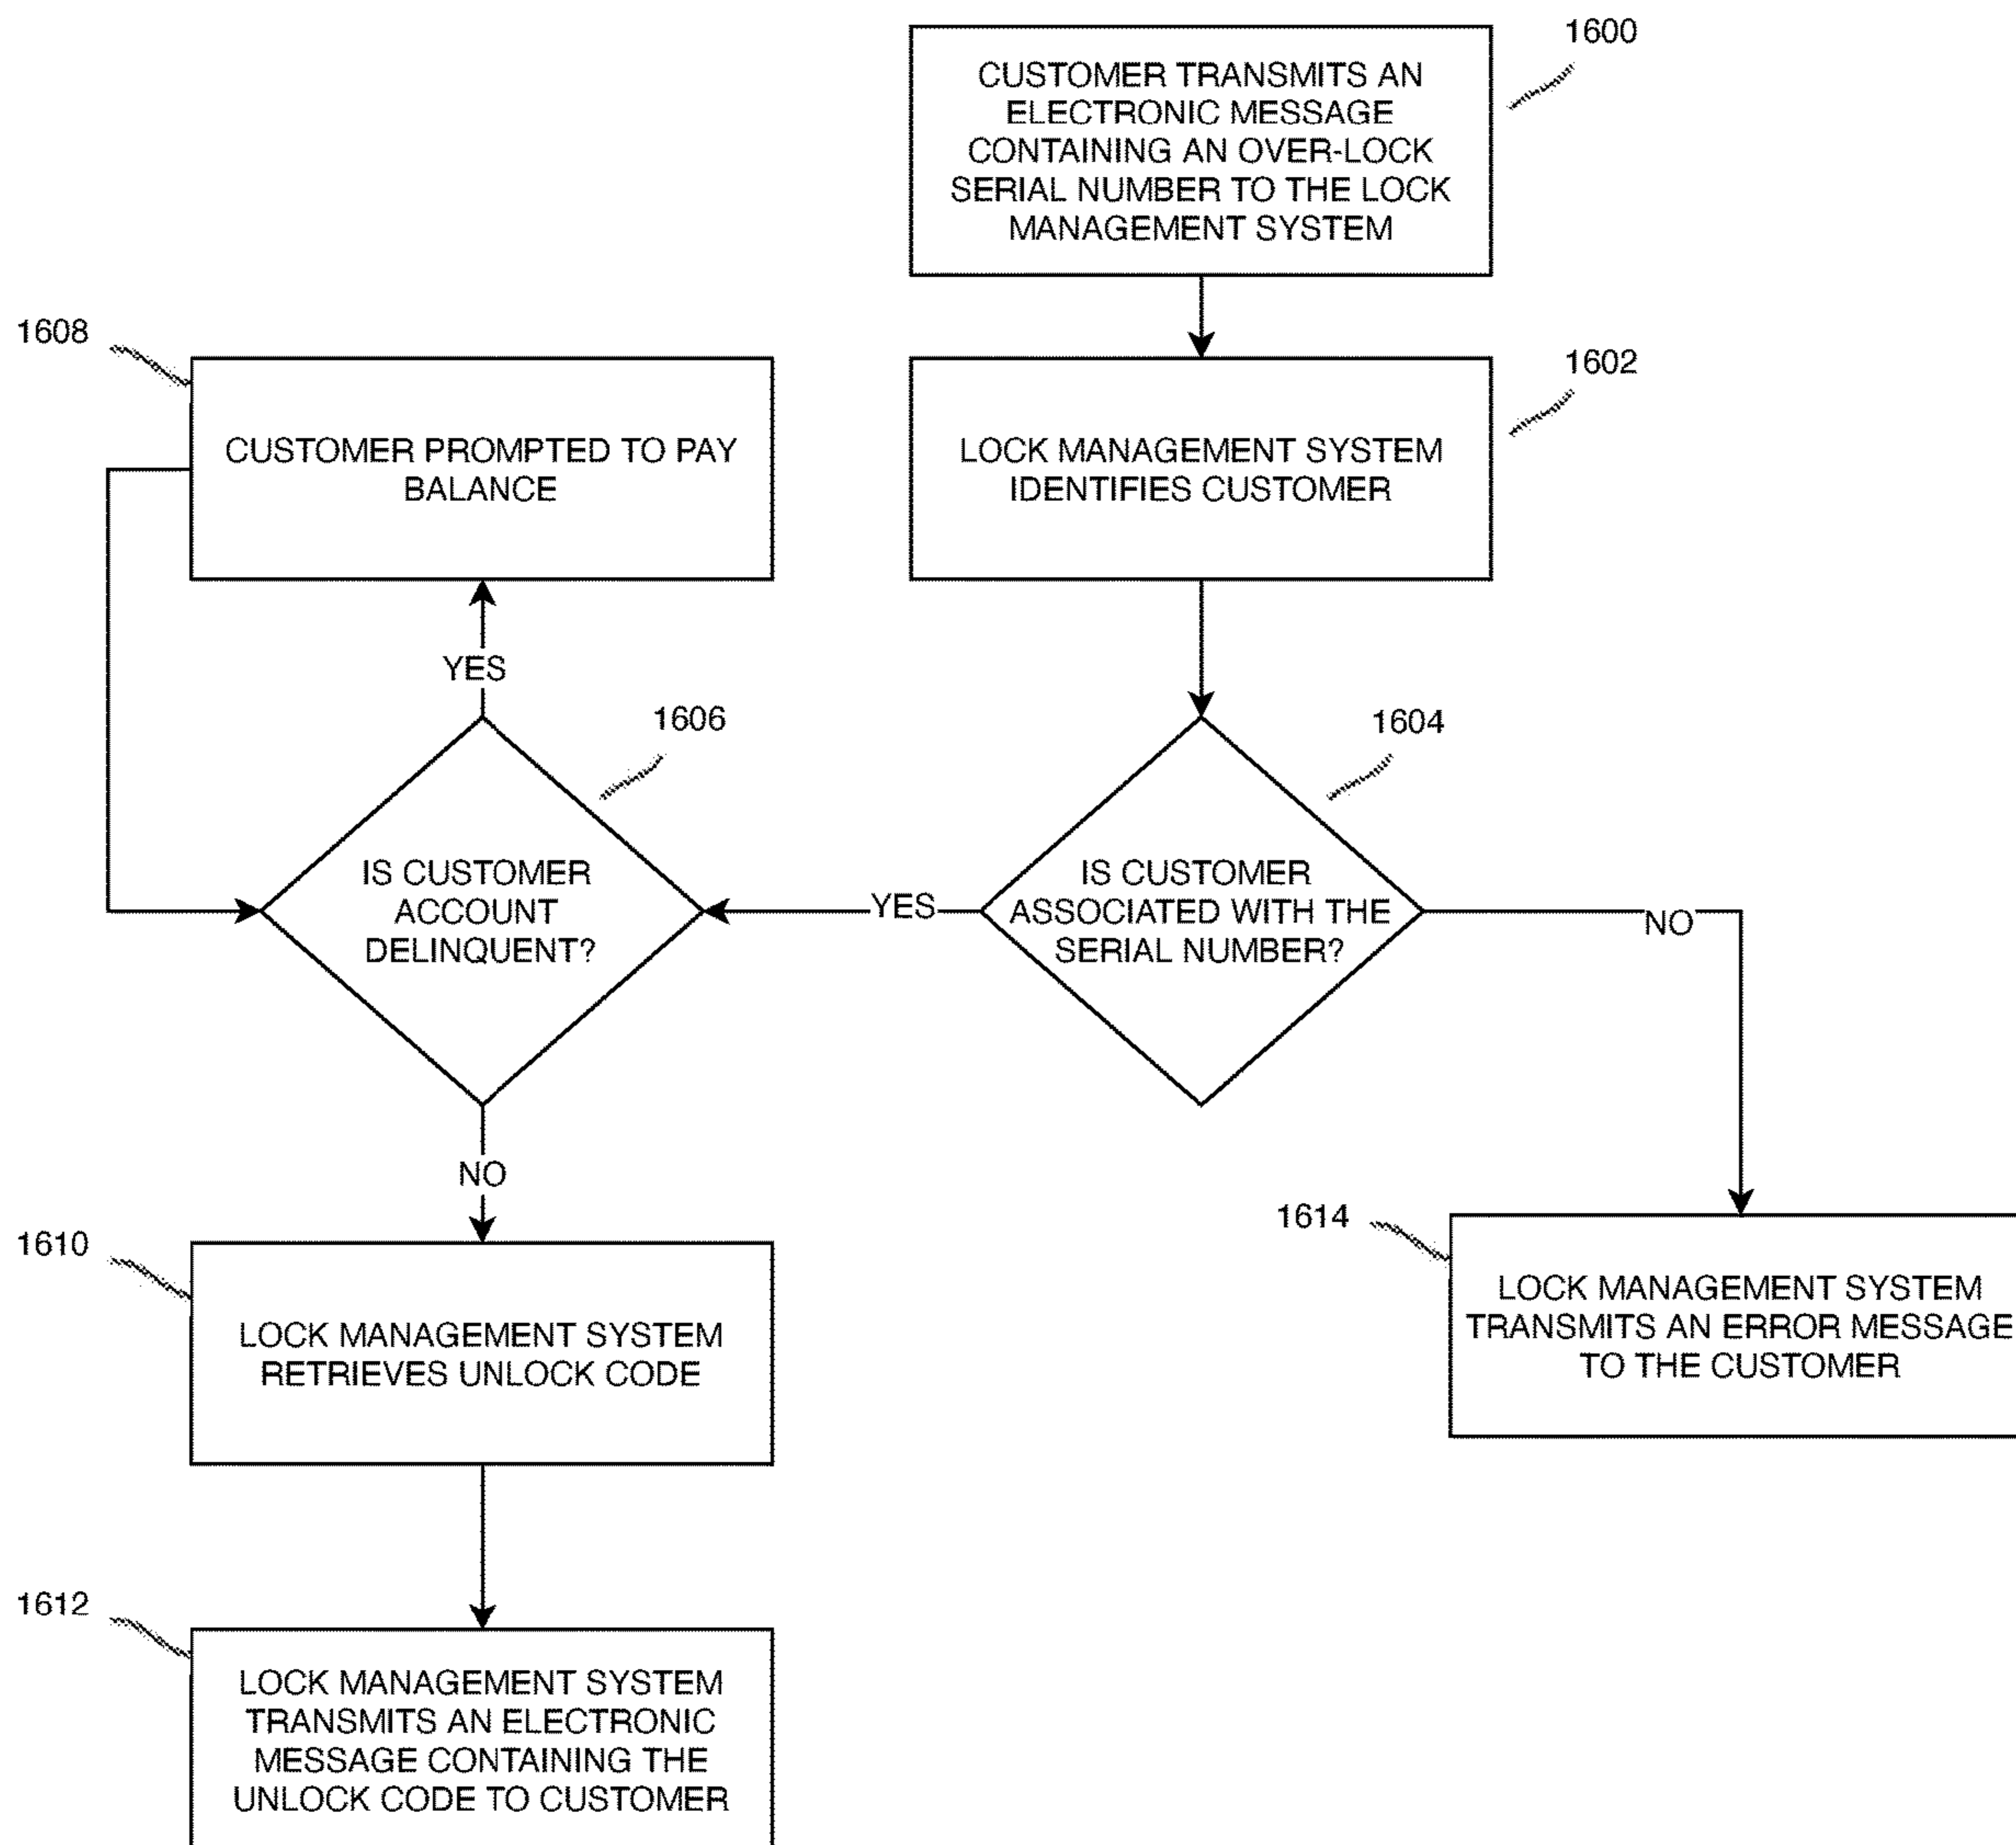 1600
CUSTOMER TRANSMITS AN
ELECTRONIC MESSAGE
CONTAINING AN OVER-LOCK
SERIAL NUMBER TO THE LOCK
MANAGEMENT SYSTEM
1602
LOCK MANAGEMENT SYSTEM
IDENTIFIES CUSTOMER
1604
IS CUSTOMER
ASSOCIATED WITH THE
SERIAL NUMBER?
YES
NO
1606
IS CUSTOMER
ACCOUNT
DELINQUENT?
YES
1608
CUSTOMER PROMPTED TO PAY
BALANCE
NO
1610
LOCK MANAGEMENT SYSTEM
RETRIEVES UNLOCK CODE
1612
LOCK MANAGEMENT SYSTEM
TRANSMITS AN ELECTRONIC
MESSAGE CONTAINING THE
UNLOCK CODE TO CUSTOMER
1614
LOCK MANAGEMENT SYSTEM
TRANSMITS AN ERROR MESSAGE
TO THE CUSTOMER